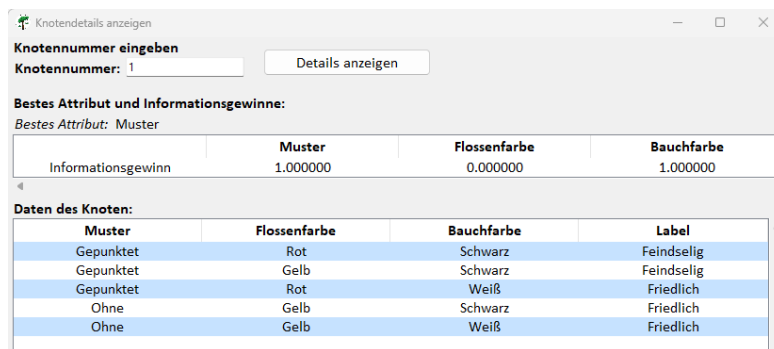 Knotendetails anzeigen
Knotennummer eingeben
Knotennummer: 1 Details anzeigen
Bestes Attribut und Informationsgewinne:
Bestes Attribut: Muster
Muster Flossenfarbe Bauchfarbe
Informationsgewinn 1.000000 0.000000 1.000000
Daten des Knoten:
Muster Flossenfarbe Bauchfarbe Label
Gepunktet Rot Schwarz Feindselig
Gepunktet Gelb Schwarz Feindselig
Gepunktet Rot Weiß Friedlich
Ohne Gelb Schwarz Friedlich
Ohne Gelb Weiß Friedlich